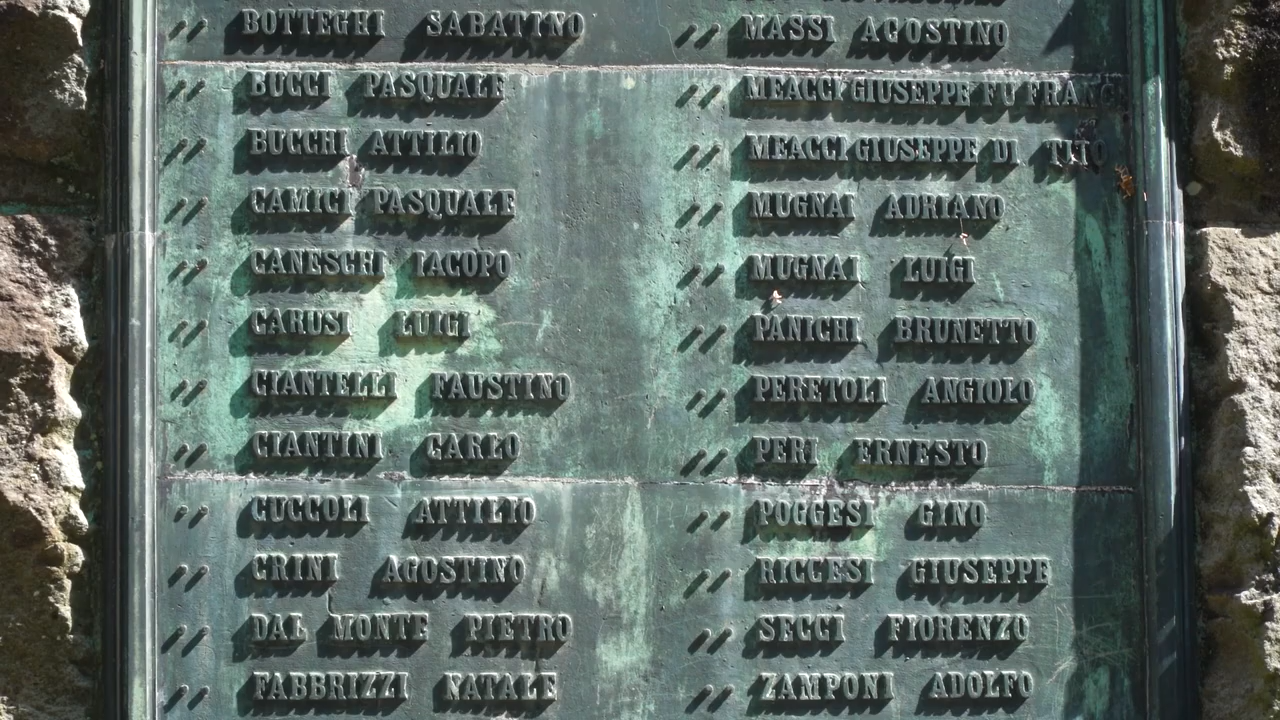 〃 BOTTEGHI SABATINO
〃 BUCCI PASQUALE
〃 BUCCHI ATTILIO
〃 CAMICI PASQUALE
〃 CANESCHI IACOPO
〃 CARUSI LUIGI
〃 CIANTELLI FAUSTINO
〃 CIANTINI CARLO
〃 CUCCOLI ATTILIO
〃 CRINI AGOSTINO
〃 DAL MONTE PIETRO
〃 FABBRIZZI NATALE
〃 MASSI AGOSTINO
〃 MEACCI GIUSEPPE FU FRANC
〃 MEACCI GIUSEPPE DI TITO
〃 MUGNAI ADRIANO
〃 MUGNAI LUIGI
〃 PANICHI BRUNETTO
〃 PERETOLI ANGIOLO
〃 PERI ERNESTO
〃 POGGESI GINO
〃 RICCESI GIUSEPPE
〃 SECCI FIORENZO
〃 ZAMPONI ADOLFO